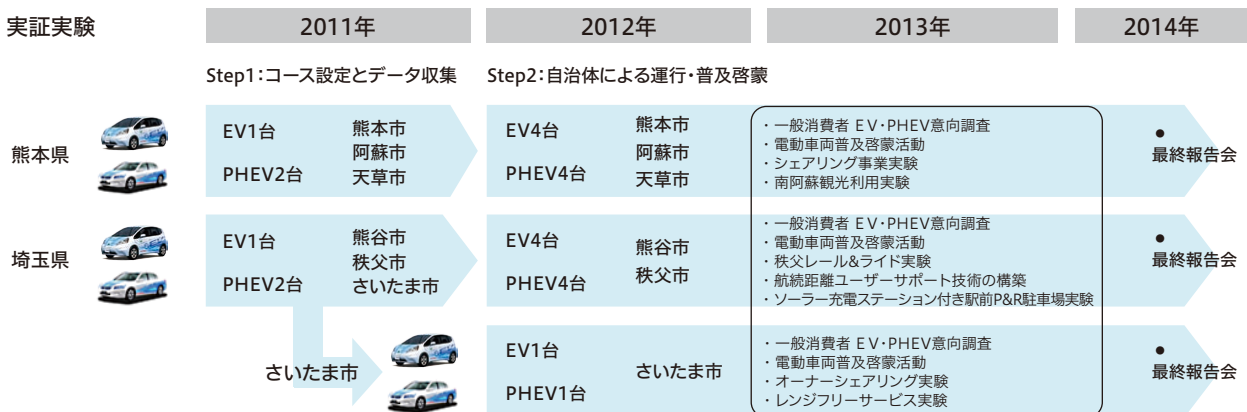 実証実験
2011年
2012年
2013年
2014年
Step1：コース設定とデータ収集
Step2：自治体による運行・普及啓蒙
熊本県
EV1台
PHEV2台
熊本市
阿蘇市
天草市
EV4台
PHEV4台
熊本市
阿蘇市
天草市
・一般消費者 EV・PHEV意向調査
・電動車両普及啓蒙活動
・シェアリング事業実験
・南阿蘇観光利用実験
●
最終報告会
埼玉県
EV1台
PHEV2台
熊谷市
秩父市
さいたま市
EV4台
PHEV4台
熊谷市
秩父市
・一般消費者 EV・PHEV意向調査
・電動車両普及啓蒙活動
・秩父レール&ライド実験
・航続距離ユーザーサポート技術の構築
・ソーラー充電ステーション付き駅前P&R駐車場実験
●
最終報告会
さいたま市
EV1台
PHEV1台
さいたま市
・一般消費者 EV・PHEV意向調査
・電動車両普及啓蒙活動
・オーナーシェアリング実験
・レンジフリーサービス実験
●
最終報告会